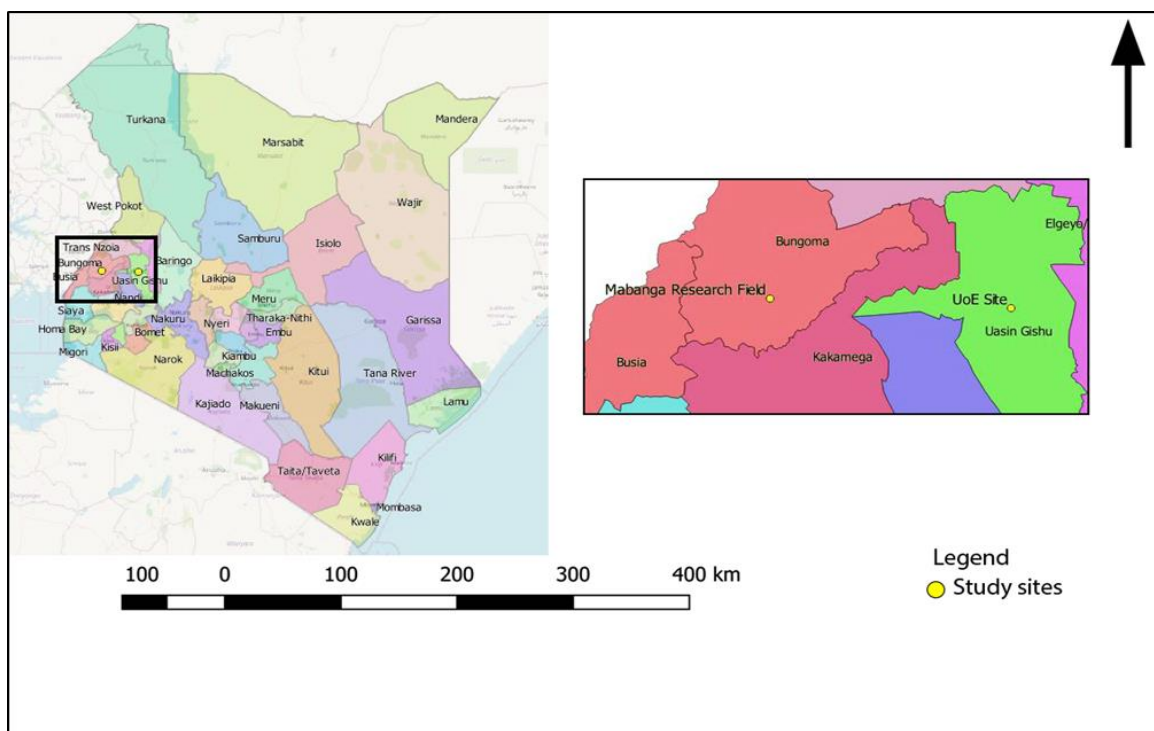 Turkana
Marsabit
Mandera
Wajir
West Pokot
Samburu
Isiolo
Trans Nzoia
Bungoma
Baringo
Busia
Uasin Gishu
Laikipia
Nandi
Meru
Siaya
Nakuru
Nyeri
Tharaka-Nithi
Garissa
Homa Bay
Bomet
Embu
Kisii
Migori
Narok
Kiambu
Machakos
Kitui
Tana River
Kajiado
Makueni
Lamu
Taita/Taveta
Kilifi
Mombasa
Kwale
100 0 100 200 300 400 km
Bungoma
Elgeyo/
Mabanga Research Field
UoE Site
Uasin Gishu
Busia
Kakamega
Legend
Study sites